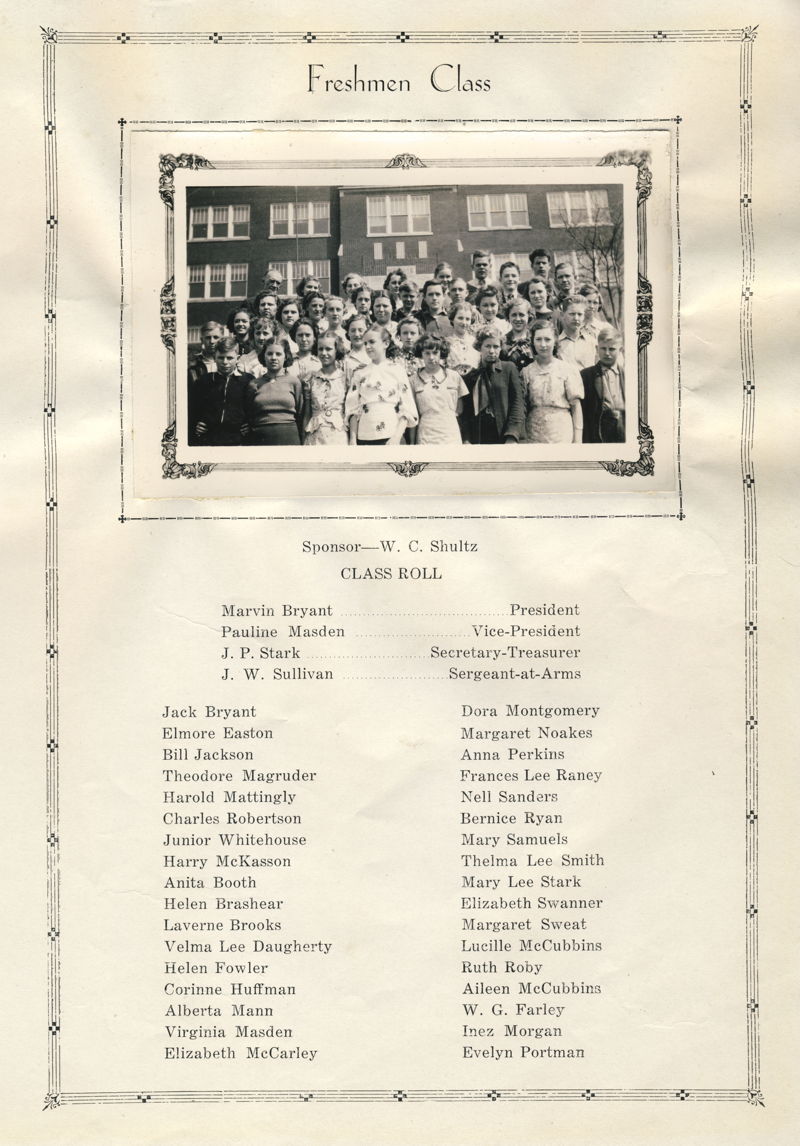 Freshmen Class
Sponsor—W. C. Shultz
CLASS ROLL
Marvin Bryant ........................................ President
Pauline Masden ............................ Vice-President
J. P. Stark .............................. Secretary-Treasurer
J. W. Sullivan .......................... Sergeant-at-Arms
Jack Bryant
Elmore Easton
Bill Jackson
Theodore Magruder
Harold Mattingly
Charles Robertson
Junior Whitehouse
Harry McKasson
Anita Booth
Helen Brashear
Laverne Brooks
Velma Lee Daugherty
Helen Fowler
Corinne Huffman
Alberta Mann
Virginia Masden
Elizabeth McCarley
Dora Montgomery
Margaret Noakes
Anna Perkins
Frances Lee Raney
Nell Sanders
Bernice Ryan
Mary Samuels
Thelma Lee Smith
Mary Lee Stark
Elizabeth Swanner
Margaret Sweat
Lucille McCubbins
Ruth Roby
Aileen McCubbins
W. G. Farley
Inez Morgan
Evelyn Portman